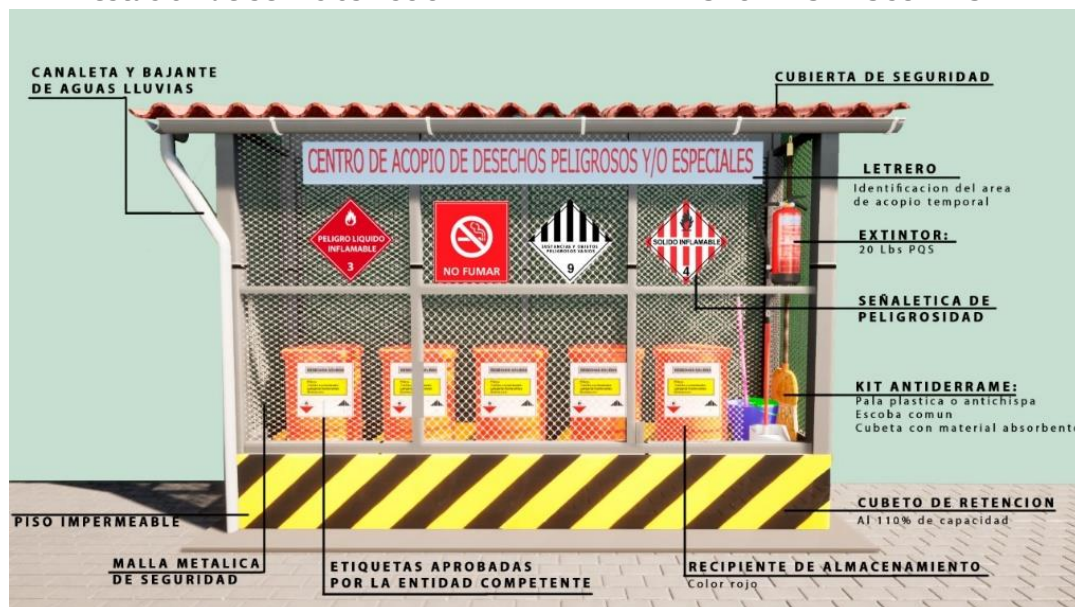 CANALETA Y BAJANTE
DE AGUAS LLUVIAS
CUBIERTA DE SEGURIDAD
CENTRO DE ACOPIO DE DESECHOS PELIGROSOS Y/O ESPECIALES
LETRERO
Identificacion del area
de acopio temporal
PELIGRO LIQUIDO
INFLAMABLE
3
NO FUMAR
9
SOLIDO INFLAMABLE
4
EXTINTOR:
20 Lbs PQS
SEÑALETICA DE
PELIGROSIDAD
KIT ANTIDERRAME:
Pala plastica o antichispa
Escoba comun
Cubeta con material absorbente
CUBETO DE RETENCION
Al 110% de capacidad
PISO IMPERMEABLE
MALLA METALICA
DE SEGURIDAD
ETIQUETAS APROBADAS
POR LA ENTIDAD COMPETENTE
RECIPIENTE DE ALMACENAMIENTO
Color rojo